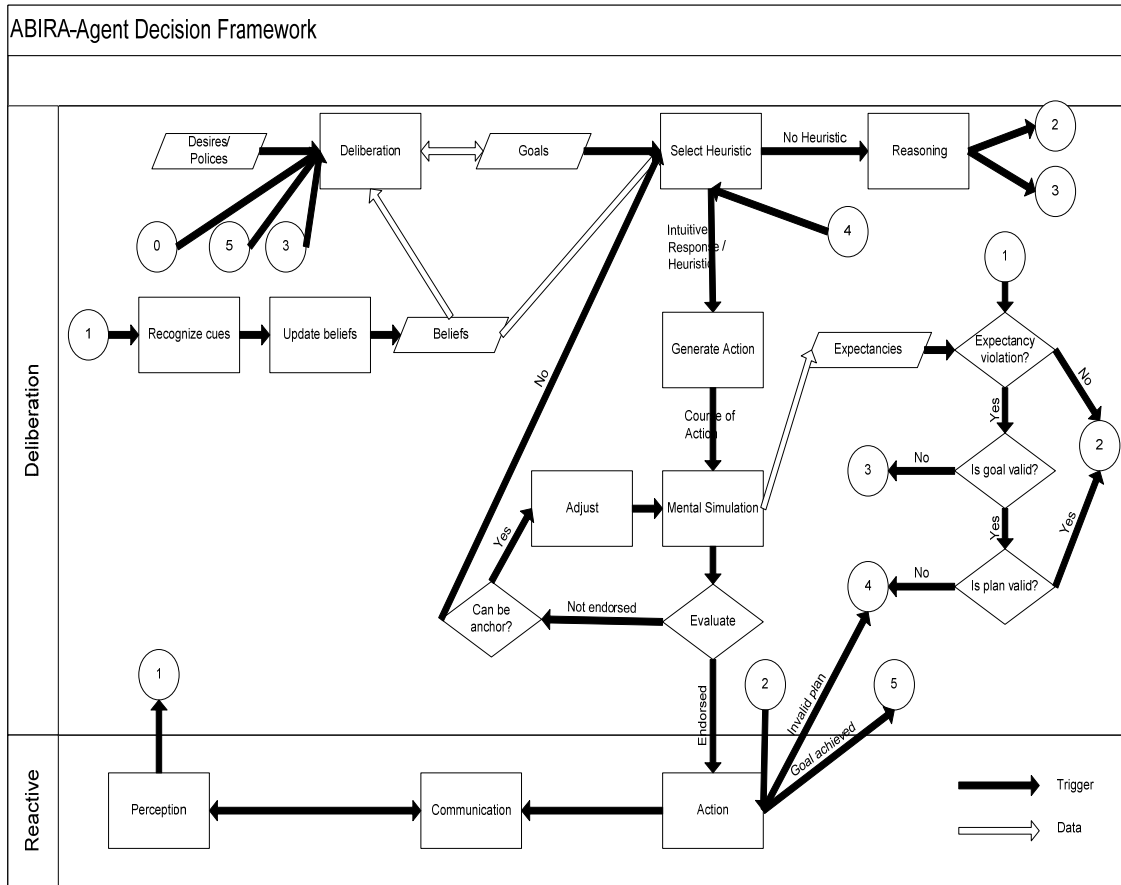 ABIRA-Agent Decision Framework
Deliberation
Desires/
Polices
Deliberation
Goals
Select Heuristic
No Heuristic
Reasoning
2
3
0
5
3
4
Intuitive
Response /
Heuristic
1
1
Recognize cues
Update beliefs
Beliefs
Generate Action
Expectancies
Expectancy
violation?
No
No
Yes
Course of
Action
2
3
No
Is goal valid?
Adjust
Mental Simulation
Yes
Yes
Yes
4
No
Is plan valid?
Can be
anchor?
Not endorsed
Evaluate
1
2
5
Endorsed
Invalid plan
Goal achieved
Reactive
Perception
Communication
Action
Trigger
Data